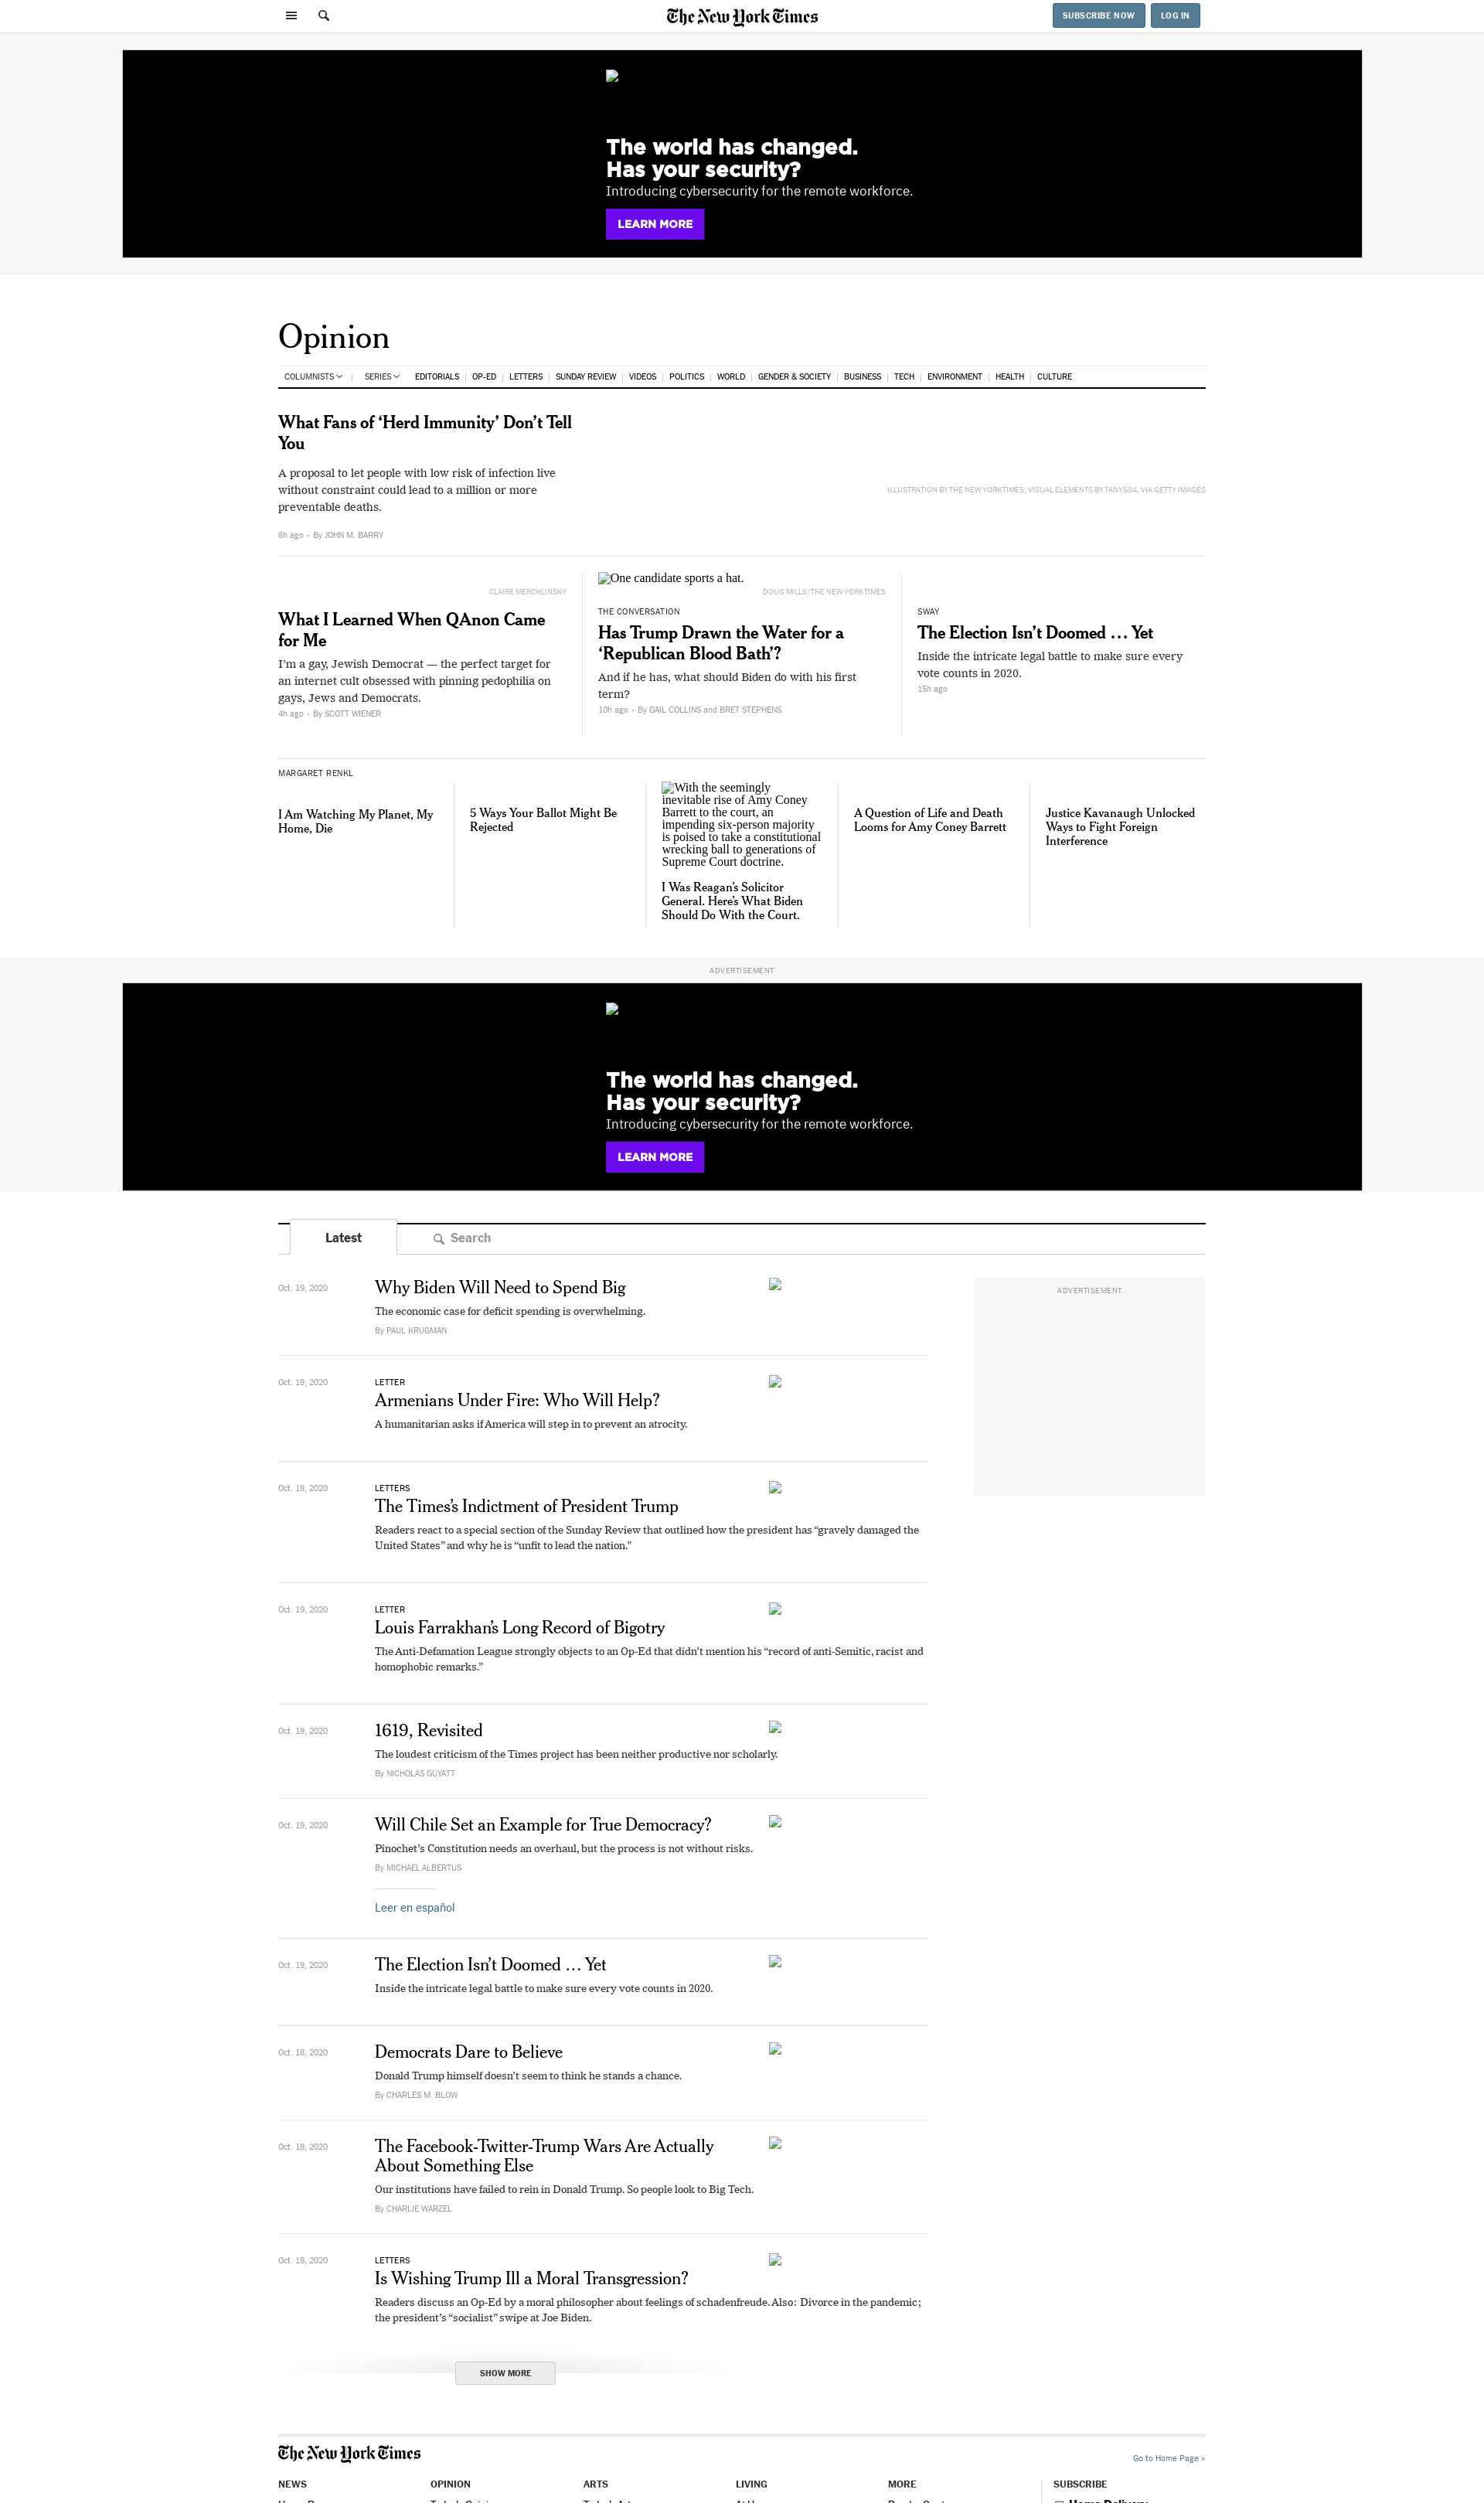 The New York Times
SUBSCRIBE NOW
LOG IN
The world has changed.
Has your security?
Introducing cybersecurity for the remote workforce.
LEARN MORE
Opinion
COLUMNISTS
SERIES
EDITORIALS
OP-ED
LETTERS
SUNDAY REVIEW
VIDEOS
POLITICS
WORLD
GENDER & SOCIETY
BUSINESS
TECH
ENVIRONMENT
HEALTH
CULTURE
What Fans of ‘Herd Immunity’ Don’t Tell
You
A proposal to let people with low risk of infection live
without constraint could lead to a million or more
preventable deaths.
6h ago • By JOHN M. BARRY
ILLUSTRATION BY THE NEW YORK TIMES; VISUAL ELEMENTS BY TANYS04, VIA GETTY IMAGES
CLAIRE MERCHLINSKY
What I Learned When QAnon Came
for Me
I’m a gay, Jewish Democrat — the perfect target for
an internet cult obsessed with pinning pedophilia on
gays, Jews and Democrats.
4h ago • By SCOTT WIENER
One candidate sports a hat.
DOUG MILLS/THE NEW YORK TIMES
THE CONVERSATION
Has Trump Drawn the Water for a
‘Republican Blood Bath’?
And if he has, what should Biden do with his first
term?
10h ago • By GAIL COLLINS and BRET STEPHENS
SWAY
The Election Isn’t Doomed … Yet
Inside the intricate legal battle to make sure every
vote counts in 2020.
15h ago
MARGARET RENKL
I Am Watching My Planet, My
Home, Die
5 Ways Your Ballot Might Be
Rejected
With the seemingly
inevitable rise of Amy Coney
Barrett to the court, an
impending six-person majority
is poised to take a constitutional
wrecking ball to generations of
Supreme Court doctrine.
I Was Reagan’s Solicitor
General. Here’s What Biden
Should Do With the Court.
A Question of Life and Death
Looms for Amy Coney Barrett
Justice Kavanaugh Unlocked
Ways to Fight Foreign
Interference
ADVERTISEMENT
The world has changed.
Has your security?
Introducing cybersecurity for the remote workforce.
LEARN MORE
Latest
Search
ADVERTISEMENT
Oct. 19, 2020
Why Biden Will Need to Spend Big
The economic case for deficit spending is overwhelming.
By PAUL KRUGMAN
Oct. 19, 2020
LETTER
Armenians Under Fire: Who Will Help?
A humanitarian asks if America will step in to prevent an atrocity.
Oct. 19, 2020
LETTERS
The Times’s Indictment of President Trump
Readers react to a special section of the Sunday Review that outlined how the president has “gravely damaged the
United States” and why he is “unfit to lead the nation.”
Oct. 19, 2020
LETTER
Louis Farrakhan’s Long Record of Bigotry
The Anti-Defamation League strongly objects to an Op-Ed that didn’t mention his “record of anti-Semitic, racist and
homophobic remarks.”
Oct. 19, 2020
1619, Revisited
The loudest criticism of the Times project has been neither productive nor scholarly.
By NICHOLAS GUYATT
Oct. 19, 2020
Will Chile Set an Example for True Democracy?
Pinochet’s Constitution needs an overhaul, but the process is not without risks.
By MICHAEL ALBERTUS
Leer en español
Oct. 19, 2020
The Election Isn’t Doomed … Yet
Inside the intricate legal battle to make sure every vote counts in 2020.
Oct. 18, 2020
Democrats Dare to Believe
Donald Trump himself doesn’t seem to think he stands a chance.
By CHARLES M. BLOW
Oct. 18, 2020
The Facebook-Twitter-Trump Wars Are Actually
About Something Else
Our institutions have failed to rein in Donald Trump. So people look to Big Tech.
By CHARLIE WARZEL
Oct. 18, 2020
LETTERS
Is Wishing Trump Ill a Moral Transgression?
Readers discuss an Op-Ed by a moral philosopher about feelings of schadenfreude. Also: Divorce in the pandemic;
the president’s “socialist” swipe at Joe Biden.
SHOW MORE
The New York Times
Go to Home Page »
NEWS
OPINION
ARTS
LIVING
MORE
SUBSCRIBE